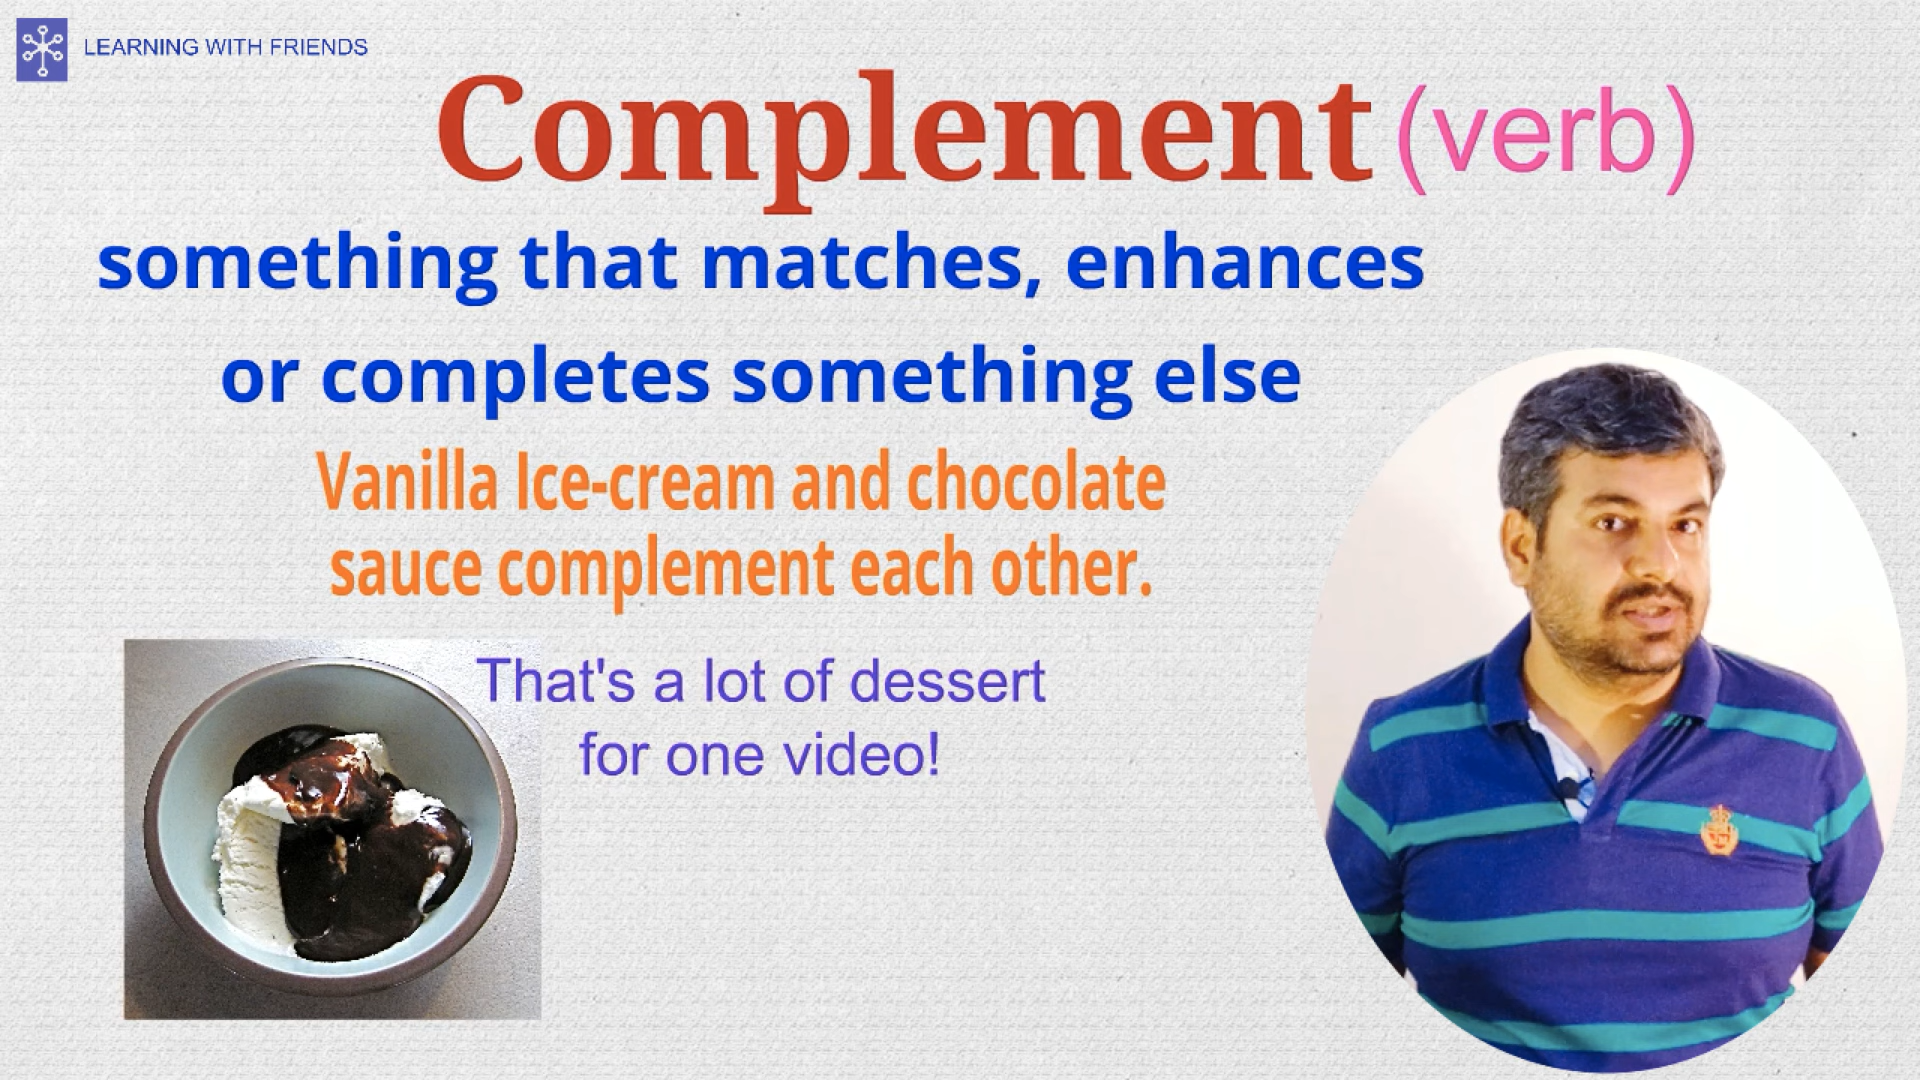 LEARNING WITH FRIENDS
Complement (verb)
something that matches, enhances
or completes something else
Vanilla Ice-cream and chocolate
sauce complement each other.
That's a lot of dessert
for one video!